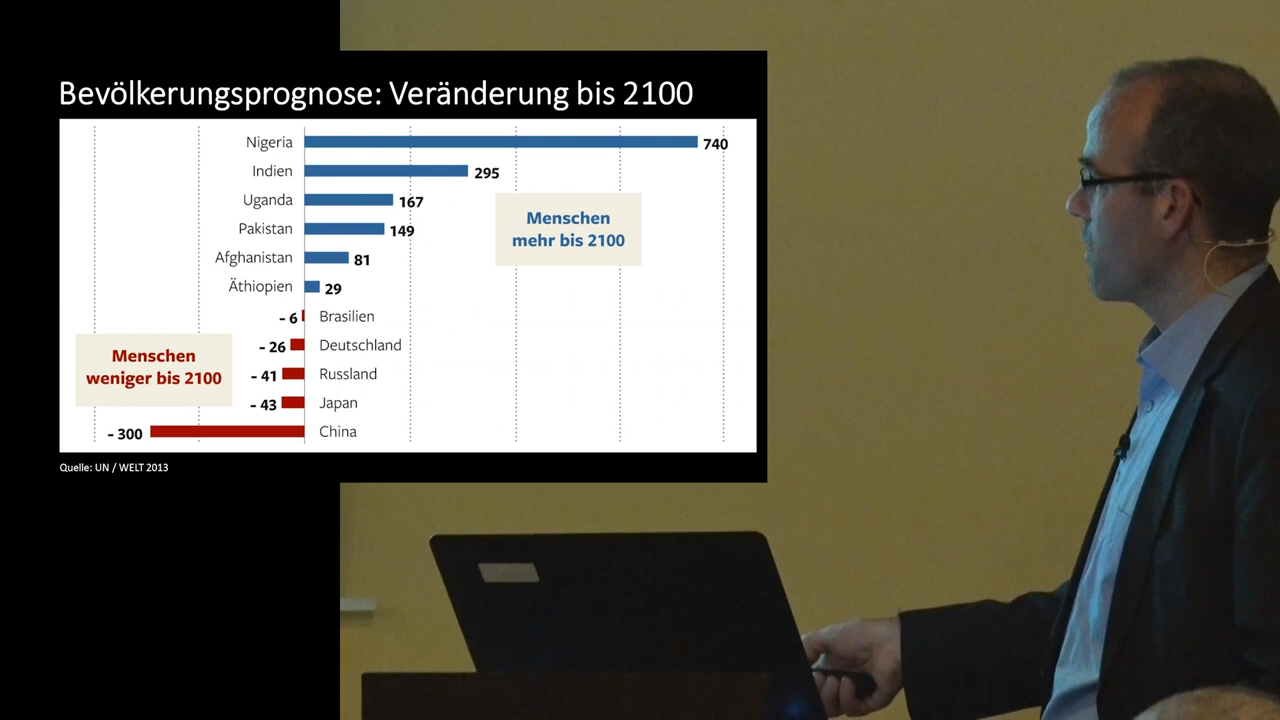 Bevölkerungsprognose: Veränderung bis 2100
Nigeria 740
Indien 295
Uganda 167
Pakistan 149
Afghanistan 81
Äthiopien 29
Menschen
mehr bis 2100
- 6 Brasilien
- 26 Deutschland
- 41 Russland
- 43 Japan
- 300 China
Menschen
weniger bis 2100
Quelle: UN / WELT 2013